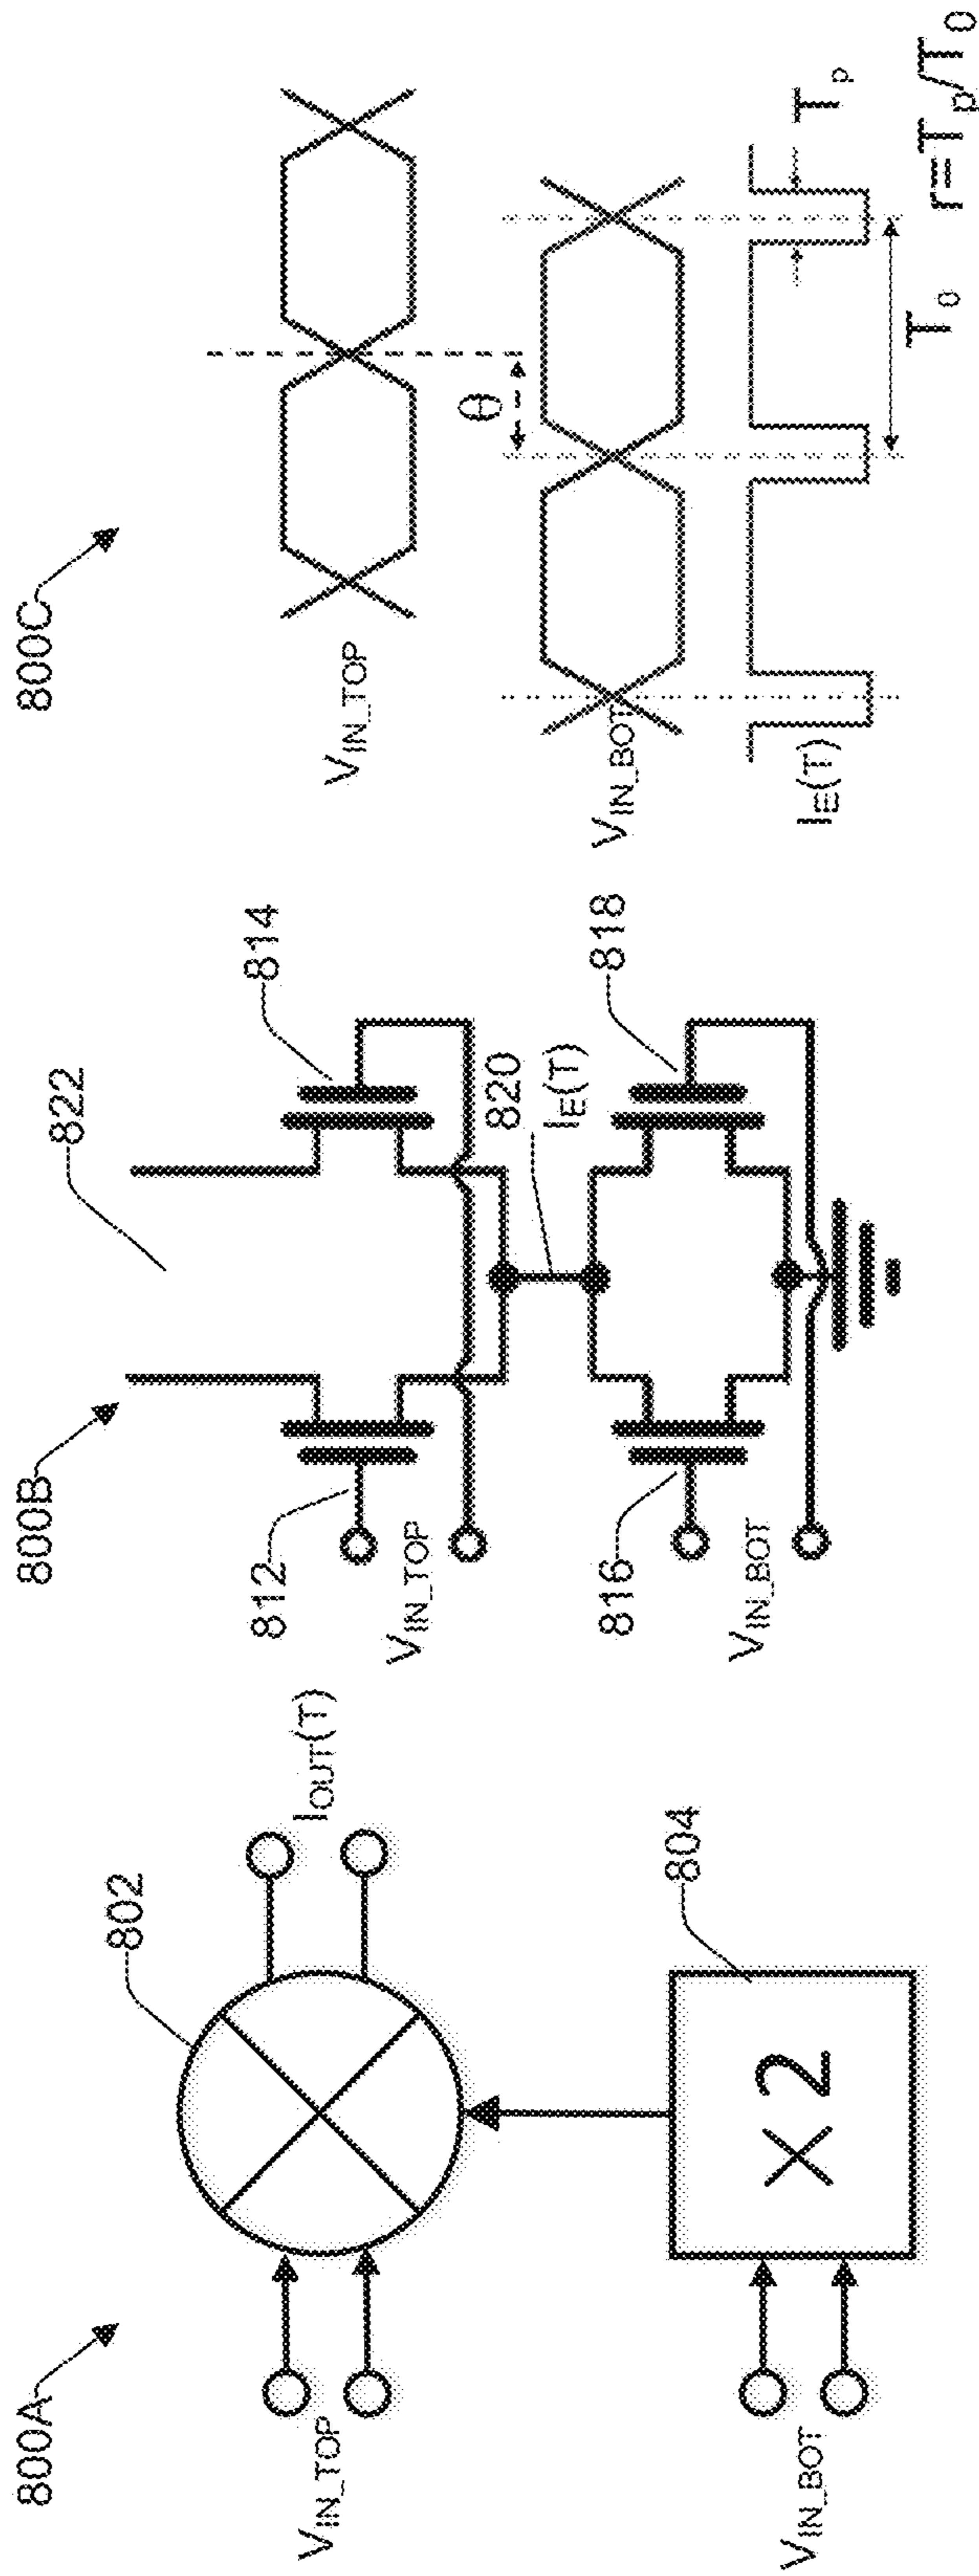 800A
802
V_IN_TOP
I_OUT(T)
804
X 2
V_IN_BOT
800B
822
812
814
V_IN_TOP
820
I_E(T)
816
818
V_IN_BOT
800C
V_IN_TOP
θ
V_IN_BOT
I_E(T)
T_p
T_0
r=T_p/T_0